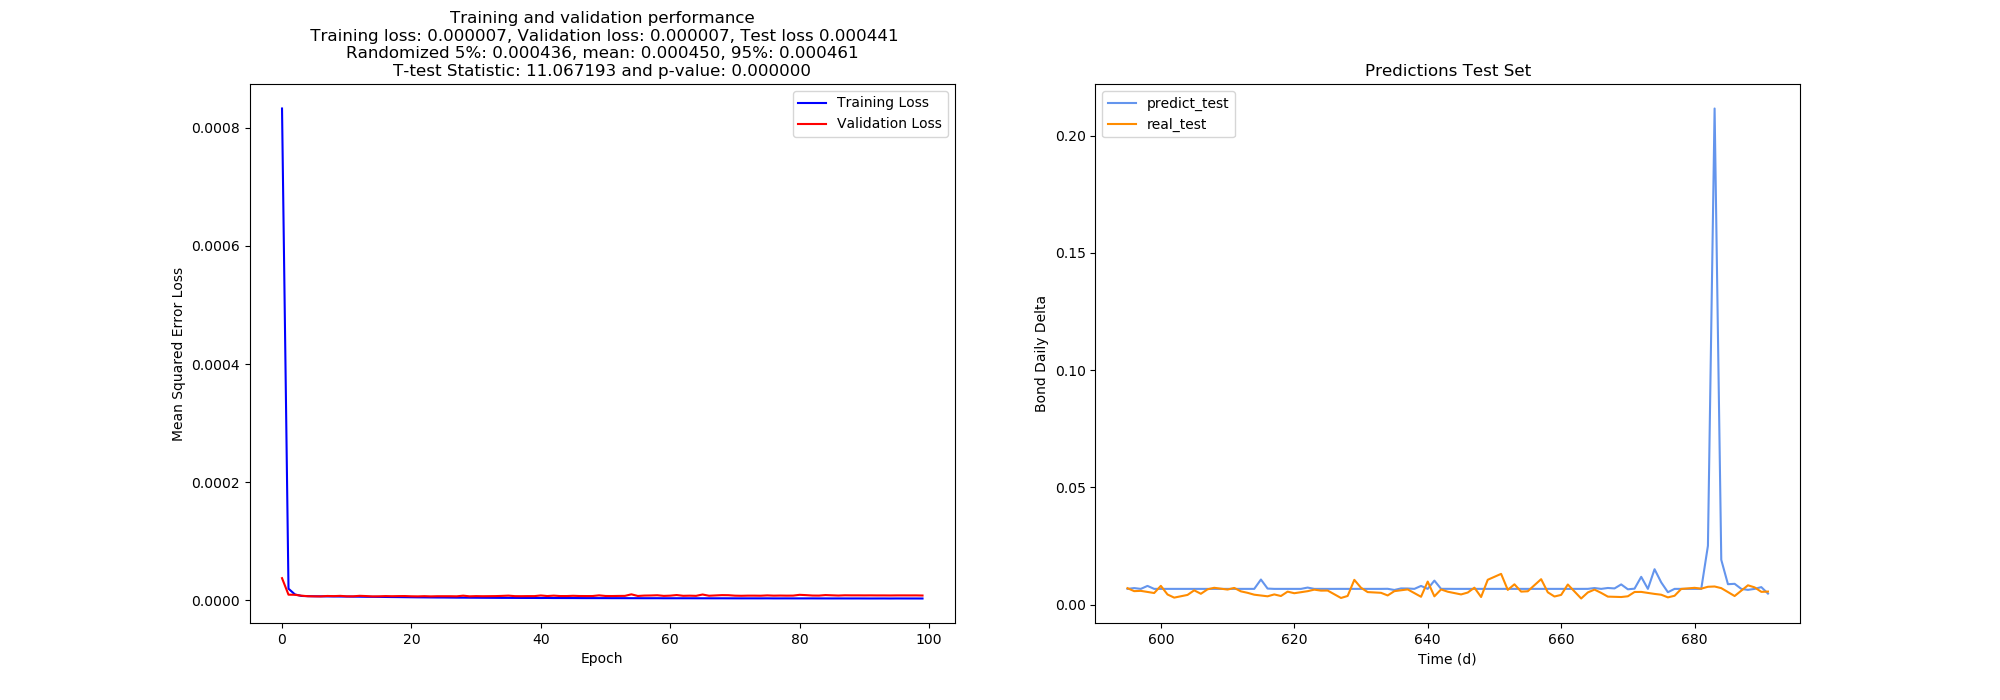 Training and validation performance
Training loss: 0.000007, Validation loss: 0.000007, Test loss 0.000441
Randomized 5%: 0.000436, mean: 0.000450, 95%: 0.000461
T-test Statistic: 11.067193 and p-value: 0.000000
Training Loss
Validation Loss
Mean Squared Error Loss
0.0008
0.0006
0.0004
0.0002
0.0000
0 20 40 60 80 100
Epoch
Predictions Test Set
predict_test
real_test
Bond Daily Delta
0.20
0.15
0.10
0.05
0.00
600 620 640 660 680
Time (d)